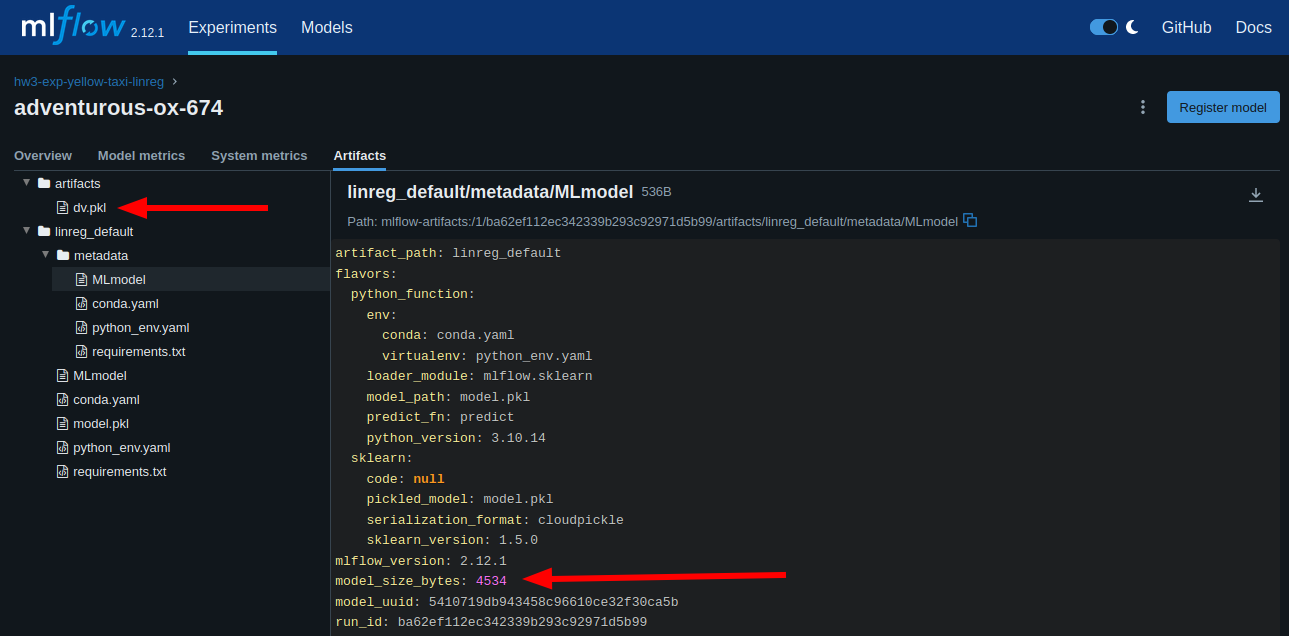 mlflow 2.12.1 Experiments Models GitHub Docs
hw3-exp-yellow-taxi-linreg ›
adventurous-ox-674
Register model
Overview Model metrics System metrics Artifacts
artifacts
dv.pkl
linreg_default
metadata
MLmodel
conda.yaml
python_env.yaml
requirements.txt
MLmodel
conda.yaml
model.pkl
python_env.yaml
requirements.txt
linreg_default/metadata/MLmodel 536B
Path: mlflow-artifacts:/1/ba62ef112ec342339b293c92971d5b99/artifacts/linreg_default/metadata/MLmodel
artifact_path: linreg_default
flavors:
python_function:
env:
conda: conda.yaml
virtualenv: python_env.yaml
loader_module: mlflow.sklearn
model_path: model.pkl
predict_fn: predict
python_version: 3.10.14
sklearn:
code: null
pickled_model: model.pkl
serialization_format: cloudpickle
sklearn_version: 1.5.0
mlflow_version: 2.12.1
model_size_bytes: 4534
model_uuid: 5410719db943458c96610ce32f30ca5b
run_id: ba62ef112ec342339b293c92971d5b99